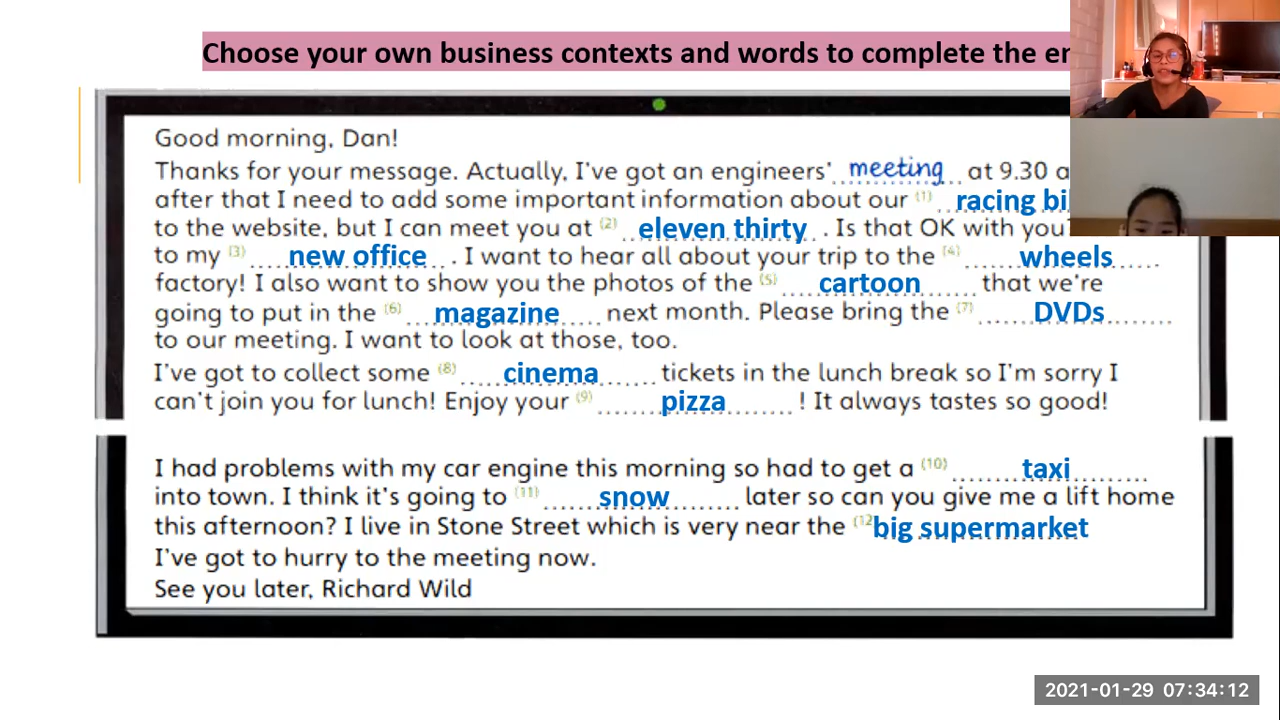 Choose your own business contexts and words to complete the
Good morning, Dan!
Thanks for your message. Actually, I've got an engineers' meeting at 9.30
after that I need to add some important information about our (1) racing
to the website, but I can meet you at (2) eleven thirty. Is that OK with you
to my (3) new office. I want to hear all about your trip to the (4) wheels
factory! I also want to show you the photos of the (5) cartoon that we're
going to put in the (6) magazine next month. Please bring the (7) DVDs
to our meeting. I want to look at those, too.
I've got to collect some (8) cinema tickets in the lunch break so I'm sorry I
can't join you for lunch! Enjoy your (9) pizza! It always tastes so good!
I had problems with my car engine this morning so had to get a (10) taxi
into town. I think it's going to (11) snow later so can you give me a lift home
this afternoon? I live in Stone Street which is very near the (12 big supermarket
I've got to hurry to the meeting now.
See you later, Richard Wild
2021-01-29 07:34:12